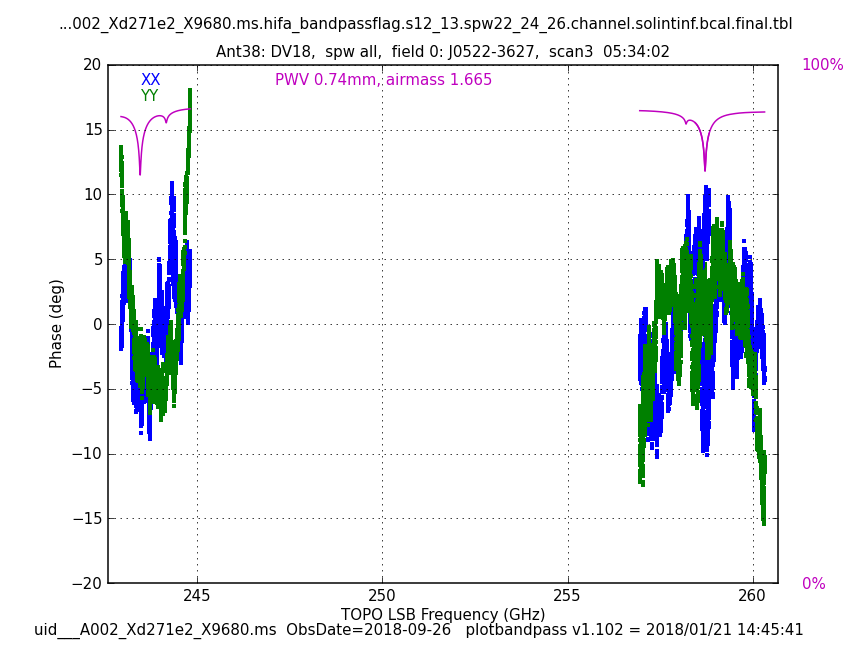 ...002_Xd271e2_X9680.ms.hifa_bandpassflag.s12_13.spw22_24_26.channel.solintinf.bcal.final.tbl
Ant38: DV18,  spw all,  field 0: J0522-3627,  scan3  05:34:02
20
15
10
5
0
−5
−10
−15
−20
Phase (deg)
XX
YY
PWV 0.74mm, airmass 1.665
100%
0%
245
250
255
260
TOPO LSB Frequency (GHz)
uid___A002_Xd271e2_X9680.ms  ObsDate=2018-09-26   plotbandpass v1.102 = 2018/01/21 14:45:41